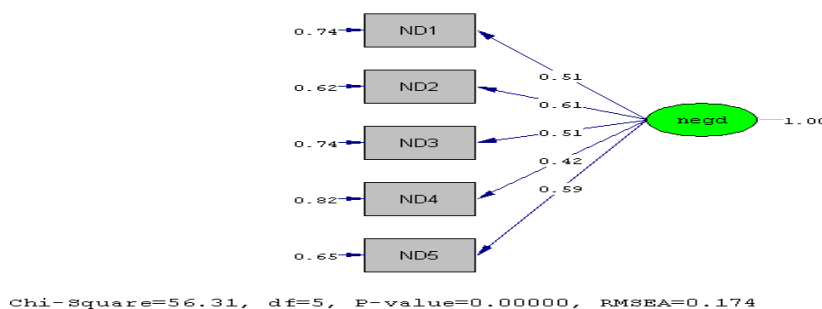 0.74 ND1
0.51
0.62 ND2
0.61
negd 1.00
0.74 ND3
0.51
0.42
0.82 ND4
0.59
0.65 ND5
Chi-Square=56.31, df=5, P-value=0.00000, RMSEA=0.174